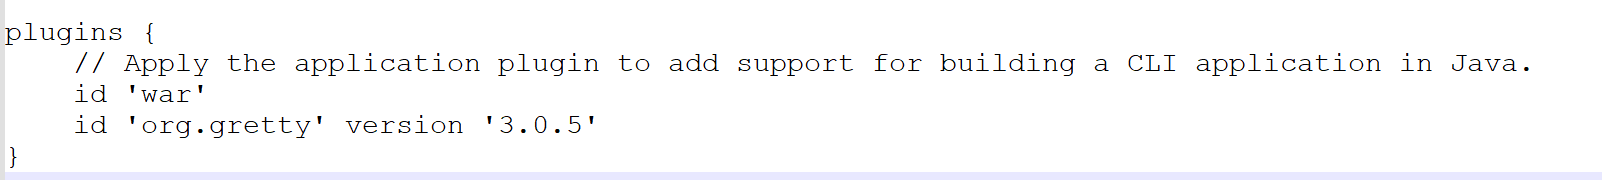 plugins {
    // Apply the application plugin to add support for building a CLI application in Java.
    id 'war'
    id 'org.gretty' version '3.0.5'
}